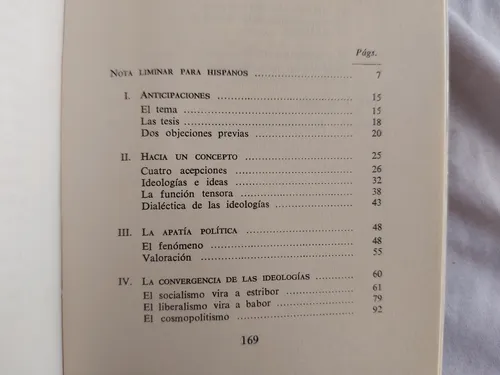 Págs.
NOTA LIMINAR PARA HISPANOS ... 7
I. ANTICIPACIONES ... 15
El tema ... 15
Las tesis ... 18
Dos objeciones previas ... 20
II. HACIA UN CONCEPTO ... 25
Cuatro acepciones ... 26
Ideologías e ideas ... 32
La función tensora ... 38
Dialéctica de las ideologías ... 43
III. LA APATÍA POLÍTICA ... 48
El fenómeno ... 48
Valoración ... 55
IV. LA CONVERGENCIA DE LAS IDEOLOGÍAS ... 60
El socialismo vira a estribor ... 61
El liberalismo vira a babor ... 79
El cosmopolitismo ... 92
169